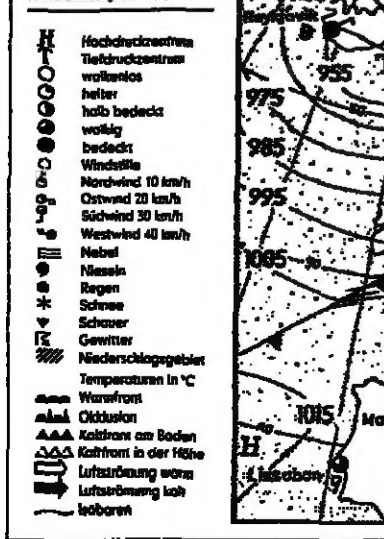 H Hochdruckzentrum
Tiefdruckzentrum
wolkenlos
heiter
halb bedeckt
wolkig
bedeckt
Windstille
Nordwind 10 km/h
Ostwind 20 km/h
Südwind 30 km/h
Westwind 40 km/h
Nebel
Nieseln
Regen
Schnee
Schauer
Gewitter
Niederschlagsgebiet
Temperaturen in °C
Warmfront
Okklusion
Kaltfront am Boden
Kaltfront in der Höhe
Luftströmung warm
Luftströmung kalt
Isobaren
Reykjavik
955
975
985
995
1005
1015
H
Lissabon